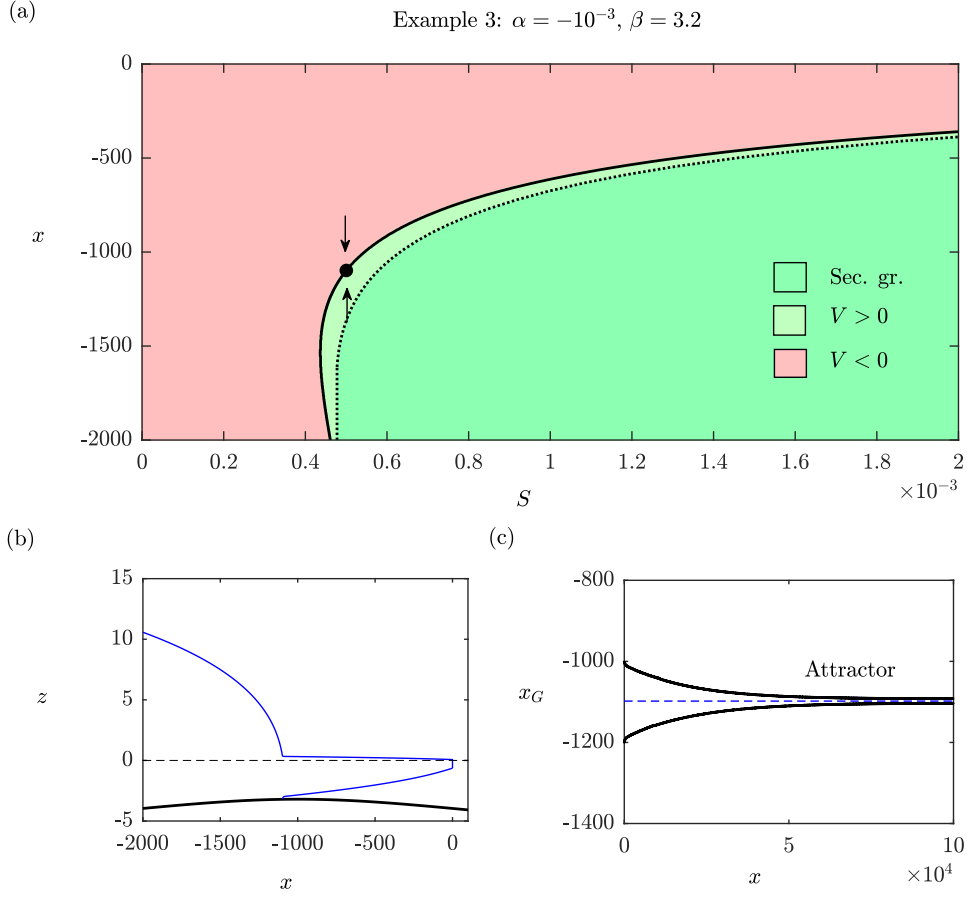 (a)
Example 3: α = −10⁻³, β = 3.2
0
-500
-1000
-1500
-2000
x
Sec. gr.
V > 0
V < 0
0 0.2 0.4 0.6 0.8 1 1.2 1.4 1.6 1.8 2
×10⁻³
S
(b)
15
10
5
0
-5
z
-2000 -1500 -1000 -500 0
x
(c)
-800
-1000
-1200
-1400
x_G
Attractor
0 5 10
×10⁴
x